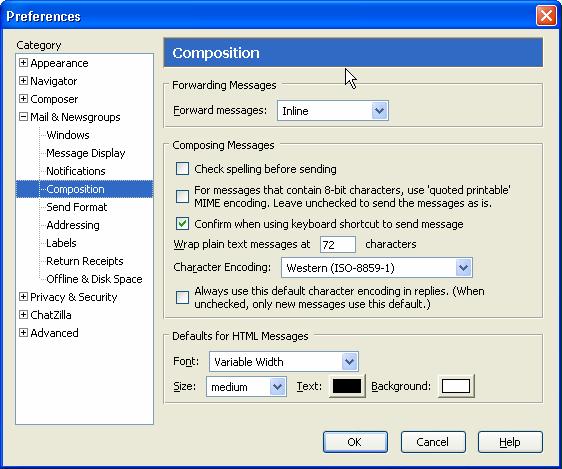 Preferences
Category
Appearance
Navigator
Composer
Mail & Newsgroups
Windows
Message Display
Notifications
Composition
Send Format
Addressing
Labels
Return Receipts
Offline & Disk Space
Privacy & Security
ChatZilla
Advanced
Composition
Forwarding Messages
Forward messages: Inline
Composing Messages
Check spelling before sending
For messages that contain 8-bit characters, use 'quoted printable'
MIME encoding. Leave unchecked to send the messages as is.
Confirm when using keyboard shortcut to send message
Wrap plain text messages at 72 characters
Character Encoding: Western (ISO-8859-1)
Always use this default character encoding in replies. (When
unchecked, only new messages use this default.)
Defaults for HTML Messages
Font: Variable Width
Size: medium Text: Background:
OK Cancel Help